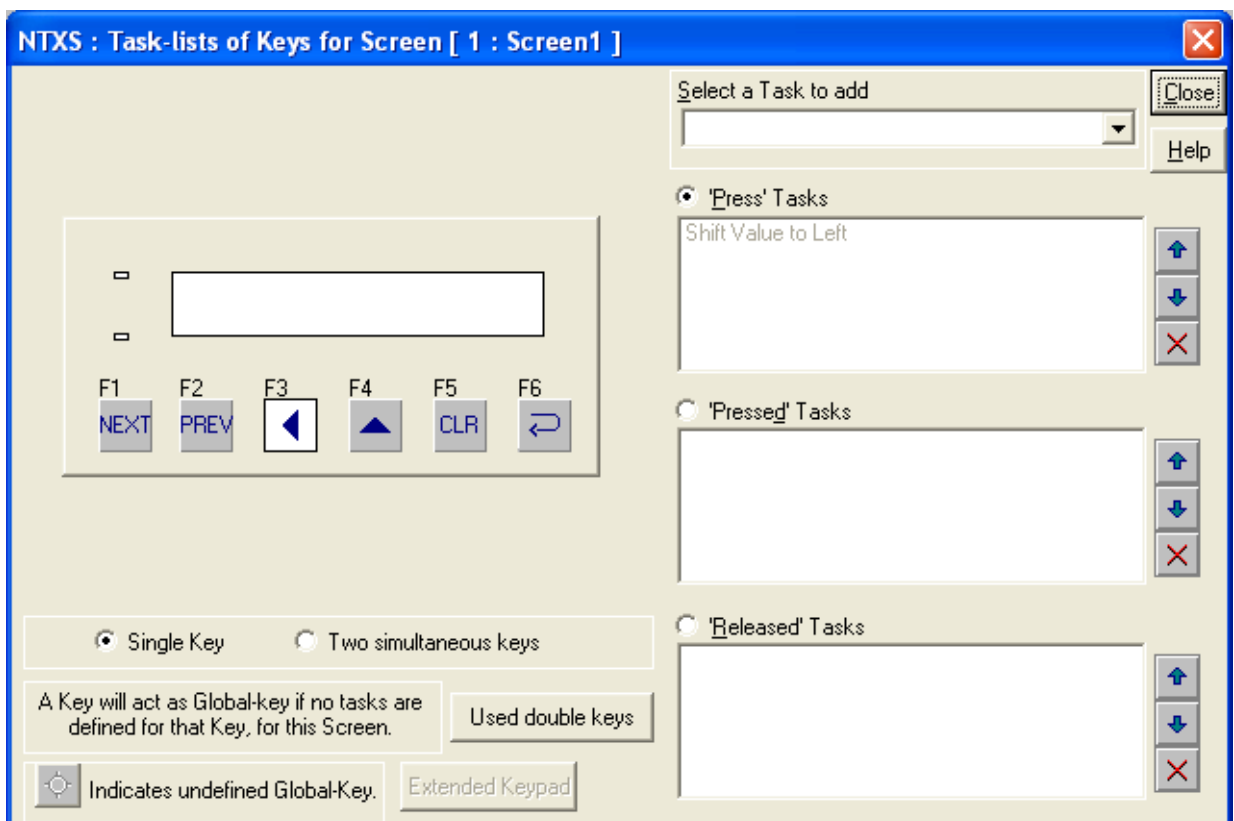 NTXS : Task-lists of Keys for Screen [ 1 : Screen1 ]
Select a Task to add
Close
Help
'Press' Tasks
Shift Value to Left
F1 F2 F3 F4 F5 F6
NEXT PREV CLR
'Pressed' Tasks
Single Key Two simultaneous keys
'Released' Tasks
A Key will act as Global-key if no tasks are
defined for that Key, for this Screen.
Used double keys
Indicates undefined Global-Key.
Extended Keypad